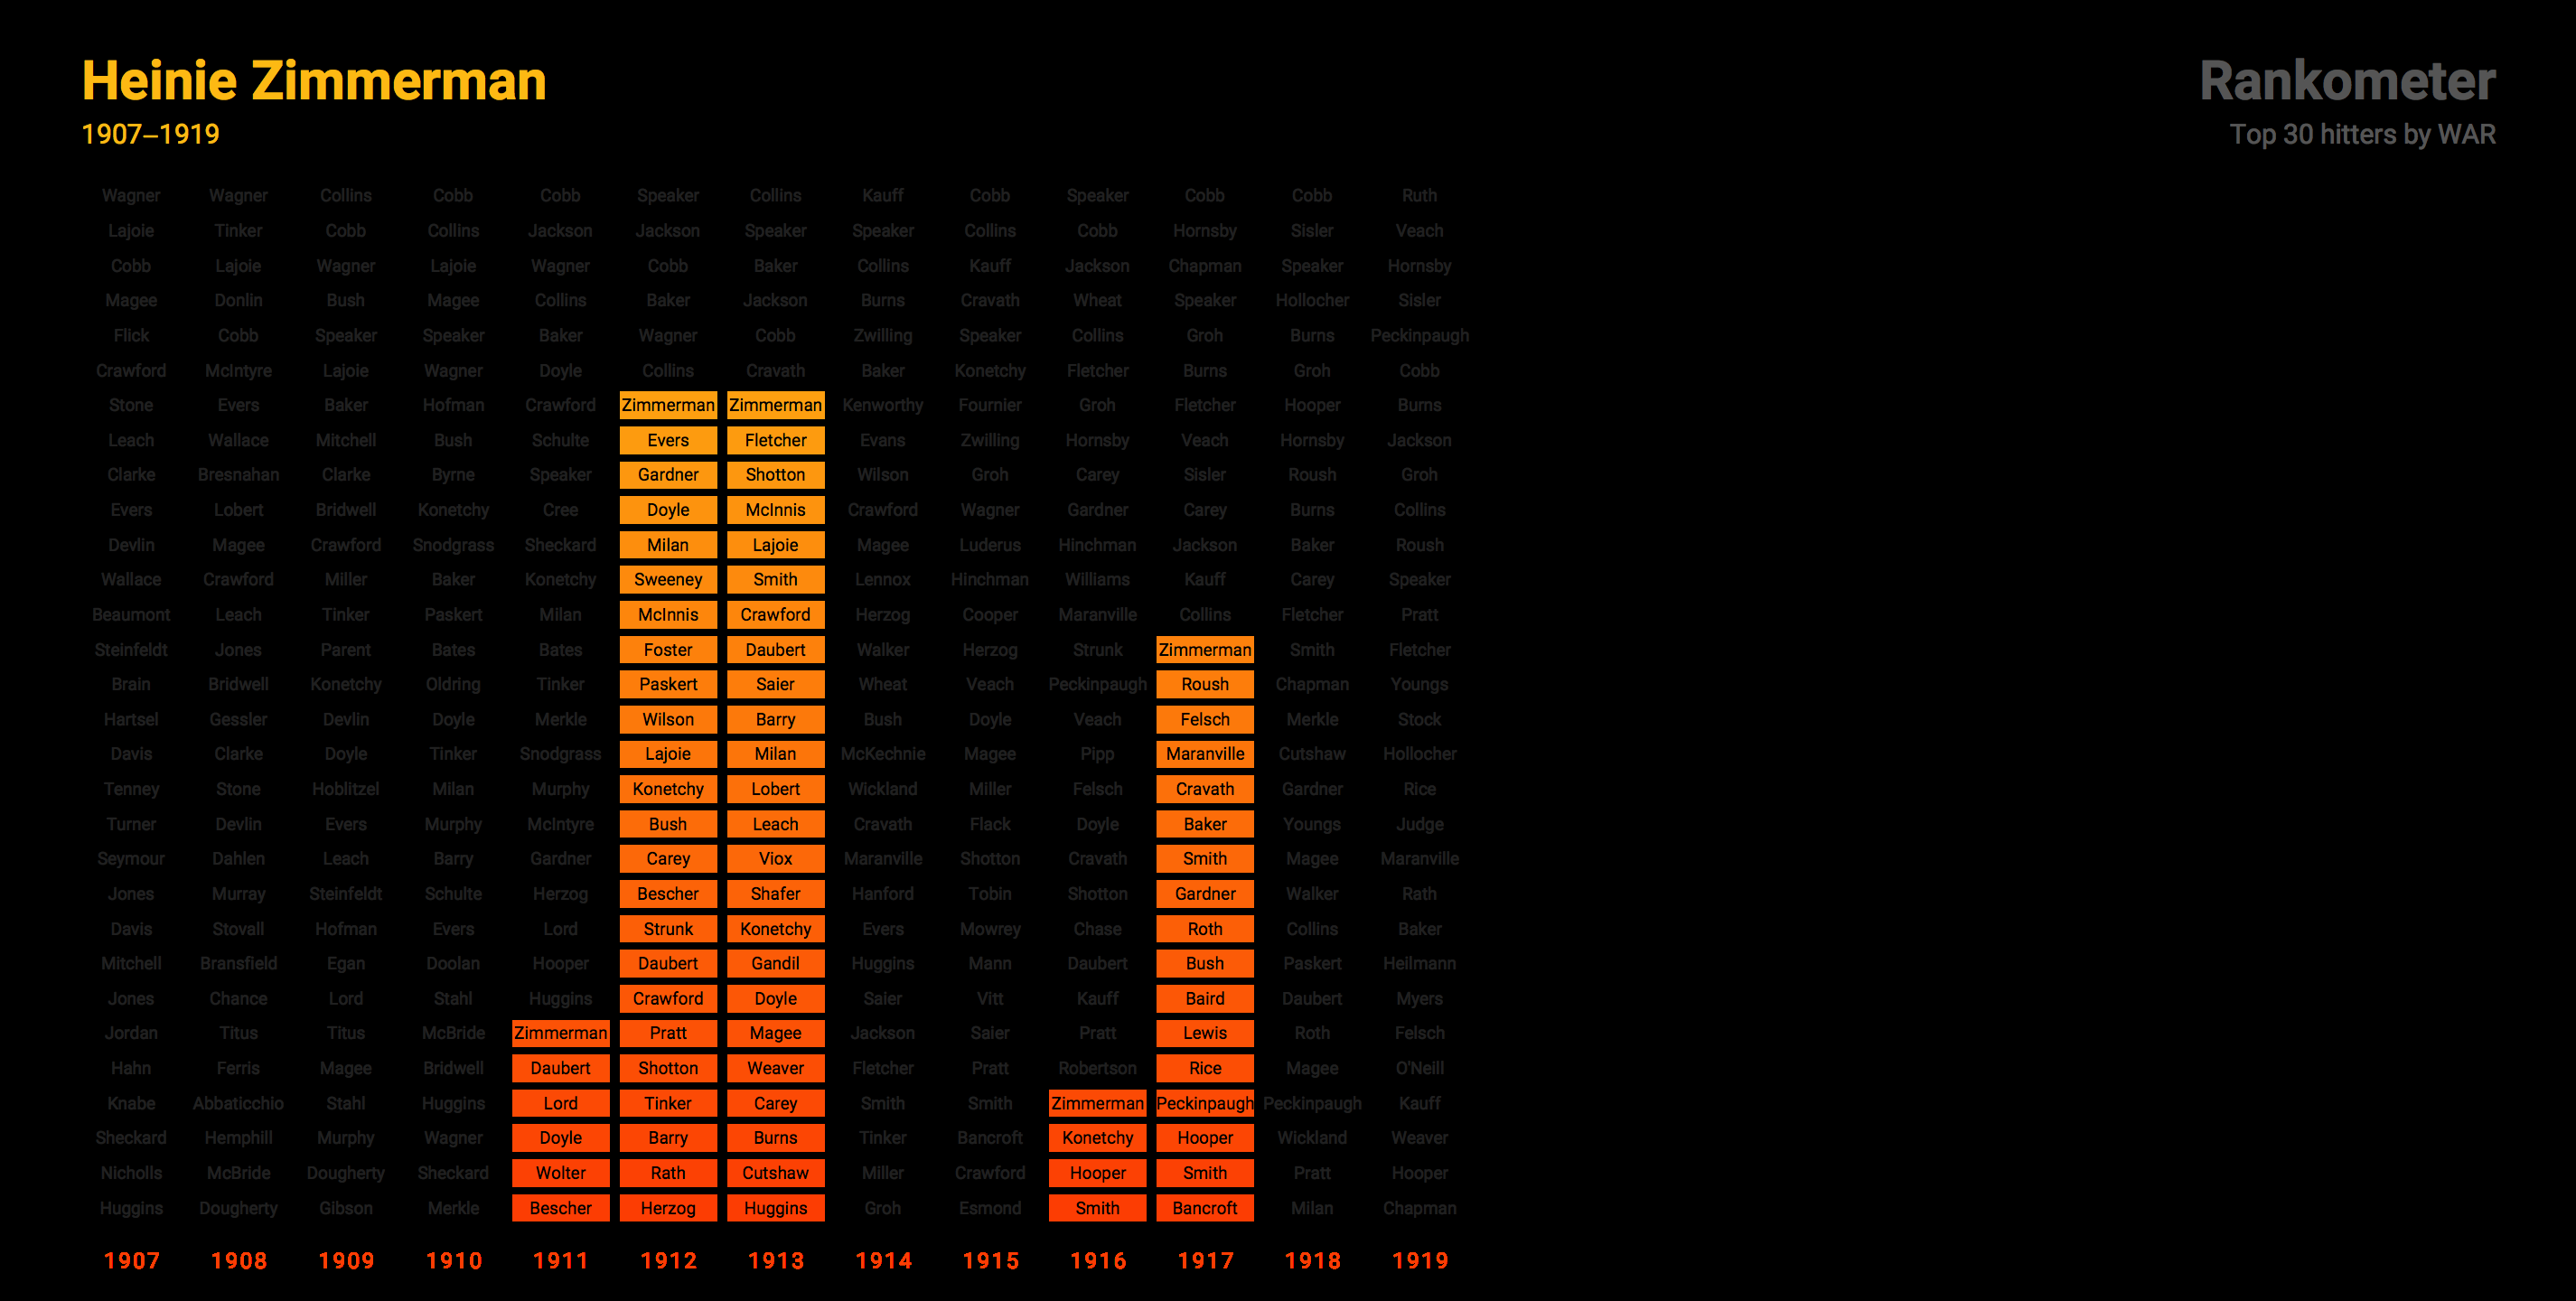 Heinie Zimmerman
1907–1919
Rankometer
Top 30 hitters by WAR
Wagner Wagner Collins Cobb Cobb Speaker Collins Kauff Cobb Speaker Cobb Cobb Ruth
Lajoie Tinker Cobb Collins Jackson Jackson Speaker Speaker Collins Cobb Hornsby Sisler Veach
Cobb Lajoie Wagner Lajoie Wagner Cobb Baker Collins Kauff Jackson Chapman Speaker Hornsby
Magee Donlin Bush Magee Collins Baker Jackson Burns Cravath Wheat Speaker Hollocher Sisler
Flick Cobb Speaker Speaker Baker Wagner Cobb Zwilling Speaker Collins Groh Burns Peckinpaugh
Crawford McIntyre Lajoie Wagner Doyle Collins Cravath Baker Konetchy Fletcher Burns Groh Cobb
Stone Evers Baker Hofman Crawford Zimmerman Zimmerman Kenworthy Fournier Groh Fletcher Hooper Burns
Leach Wallace Mitchell Bush Schulte Evers Fletcher Evans Zwilling Hornsby Veach Hornsby Jackson
Clarke Bresnahan Clarke Byrne Speaker Gardner Shotton Wilson Groh Carey Sisler Roush Groh
Evers Lobert Bridwell Konetchy Cree Doyle McInnis Crawford Wagner Gardner Carey Burns Collins
Devlin Magee Crawford Snodgrass Sheckard Milan Lajoie Magee Luderus Hinchman Jackson Baker Roush
Wallace Crawford Miller Baker Konetchy Sweeney Smith Lennox Hinchman Williams Kauff Carey Speaker
Beaumont Leach Tinker Paskert Milan McInnis Crawford Herzog Cooper Maranville Collins Fletcher Pratt
Steinfeldt Jones Parent Bates Bates Foster Daubert Walker Herzog Strunk Zimmerman Smith Fletcher
Brain Bridwell Konetchy Oldring Tinker Paskert Saier Wheat Veach Peckinpaugh Roush Chapman Youngs
Hartsel Gessler Devlin Doyle Merkle Wilson Barry Bush Doyle Veach Felsch Merkle Stock
Davis Clarke Doyle Tinker Snodgrass Lajoie Milan McKechnie Magee Pipp Maranville Cutshaw Hollocher
Tenney Stone Hoblitzel Milan Murphy Konetchy Lobert Wickland Miller Felsch Cravath Gardner Rice
Turner Devlin Evers Murphy McIntyre Bush Leach Cravath Flack Doyle Baker Youngs Judge
Seymour Dahlen Leach Barry Gardner Carey Viox Maranville Shotton Cravath Smith Magee Maranville
Jones Murray Steinfeldt Schulte Herzog Bescher Shafer Hanford Tobin Shotton Gardner Walker Rath
Davis Stovall Hofman Evers Lord Strunk Konetchy Evers Mowrey Chase Roth Collins Baker
Mitchell Bransfield Egan Doolan Hooper Daubert Gandil Huggins Mann Daubert Bush Paskert Heilmann
Jones Chance Lord Stahl Huggins Crawford Doyle Saier Vitt Kauff Baird Daubert Myers
Jordan Titus Titus McBride Zimmerman Pratt Magee Jackson Saier Pratt Lewis Roth Felsch
Hahn Ferris Magee Bridwell Daubert Shotton Weaver Fletcher Pratt Robertson Rice Magee O'Neill
Knabe Abbaticchio Stahl Huggins Lord Tinker Carey Smith Smith Zimmerman Peckinpaugh Peckinpaugh Kauff
Sheckard Hemphill Murphy Wagner Doyle Barry Burns Tinker Bancroft Konetchy Hooper Wickland Weaver
Nicholls McBride Dougherty Sheckard Wolter Rath Cutshaw Miller Crawford Hooper Smith Pratt Hooper
Huggins Dougherty Gibson Merkle Bescher Herzog Huggins Groh Esmond Smith Bancroft Milan Chapman
1907 1908 1909 1910 1911 1912 1913 1914 1915 1916 1917 1918 1919